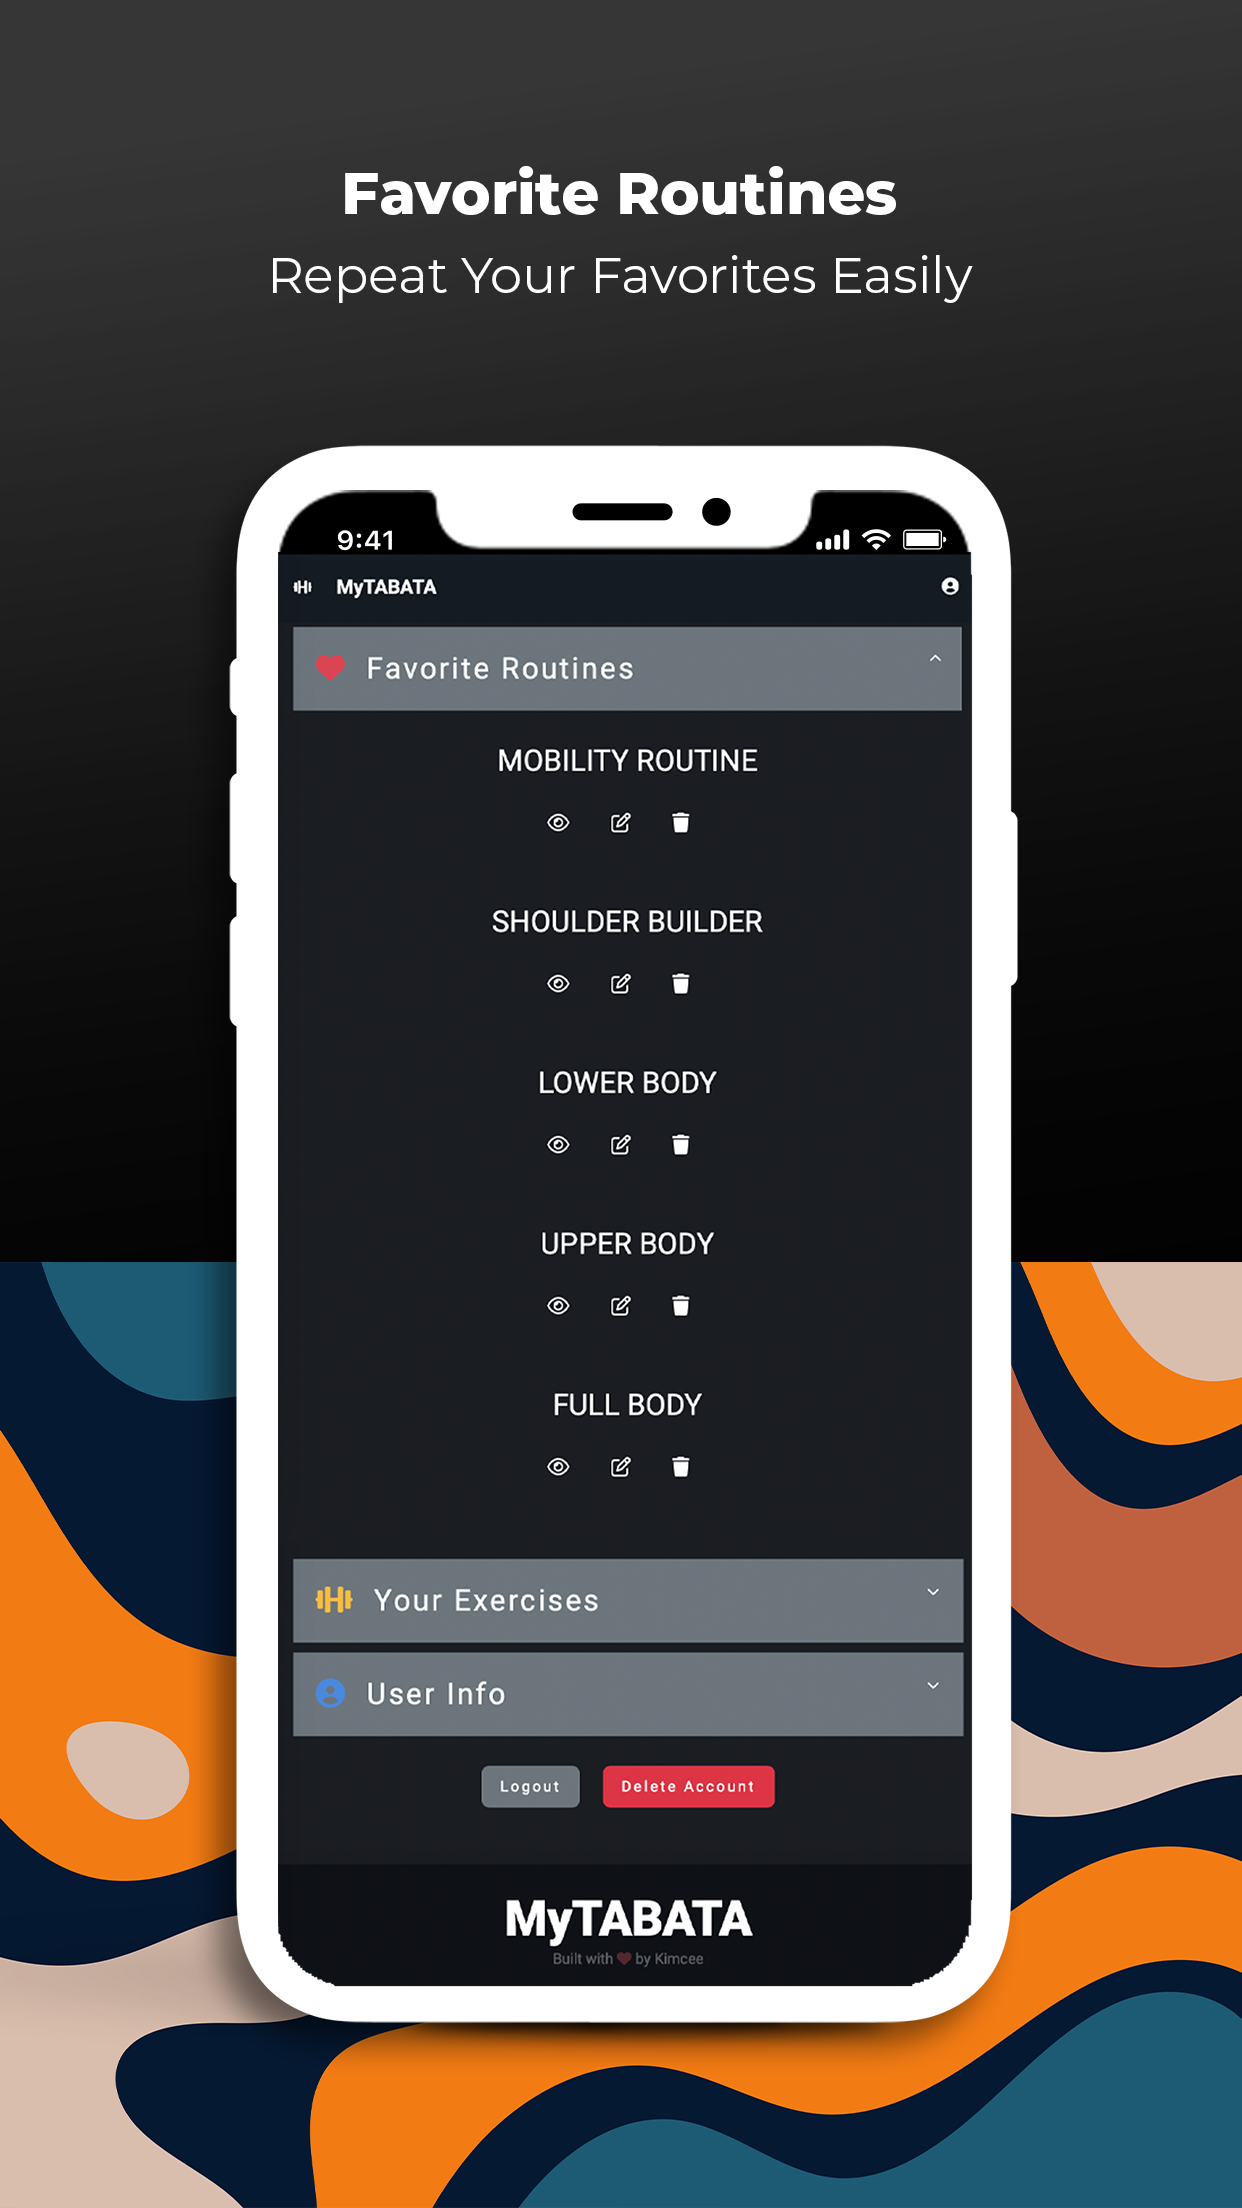 Favorite Routines
Repeat Your Favorites Easily
9:41
MyTABATA
Favorite Routines
MOBILITY ROUTINE
SHOULDER BUILDER
LOWER BODY
UPPER BODY
FULL BODY
Your Exercises
User Info
Logout Delete Account
MyTABATA
Built with ❤ by Kimcee